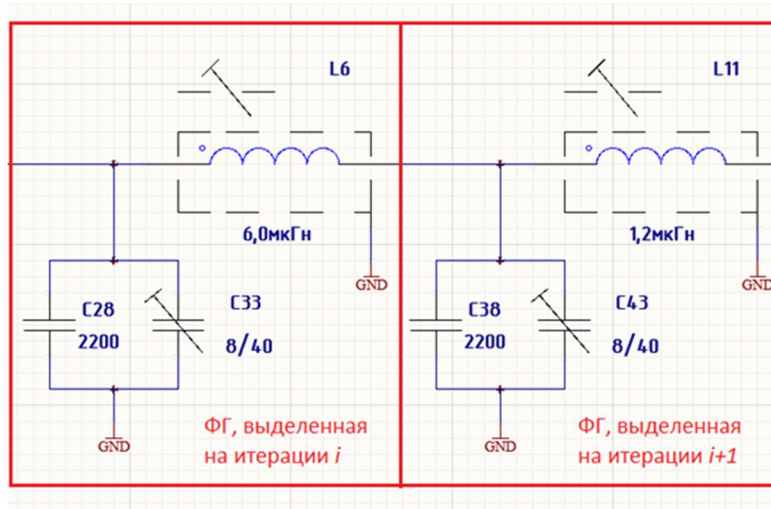 L6
L11
6,0мкГн
1,2мкГн
GND
GND
C28
C33
C38
C43
2200
8/40
2200
8/40
ФГ, выделенная
на итерации i
ФГ, выделенная
на итерации i+1
GND
GND